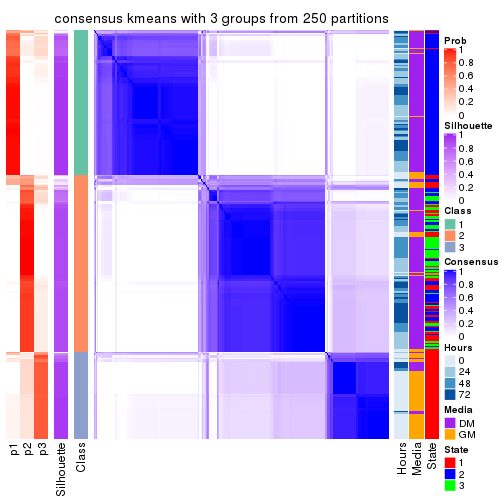 consensus kmeans with 3 groups from 250 partitions
p1
p2
p3
Silhouette
Class
Hours
Media
State
Prob
1
0.8
0.6
0.4
0.2
0
Silhouette
1
0.8
0.6
0.4
0.2
0
Class
1
2
3
Consensus
1
0.8
0.6
0.4
0.2
0
Hours
0
24
48
72
Media
DM
GM
State
1
2
3